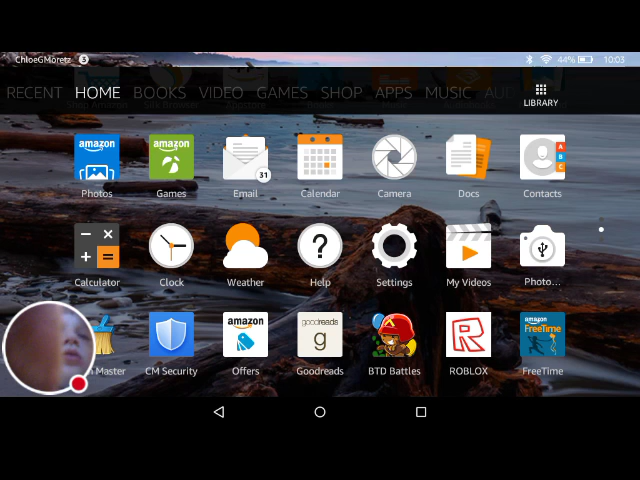 ChloeGMoretz 3 44% 10:03
RECENT HOME BOOKS VIDEO GAMES SHOP APPS MUSIC AU
LIBRARY
amazon amazon 31
Photos Games Email Calendar Camera Docs Contacts
A
B
C
− × + = ?
Calculator Clock Weather Help Settings My Videos Photo...
amazon goodreads g R amazon FreeTime
Master CM Security Offers Goodreads BTD Battles ROBLOX FreeTime